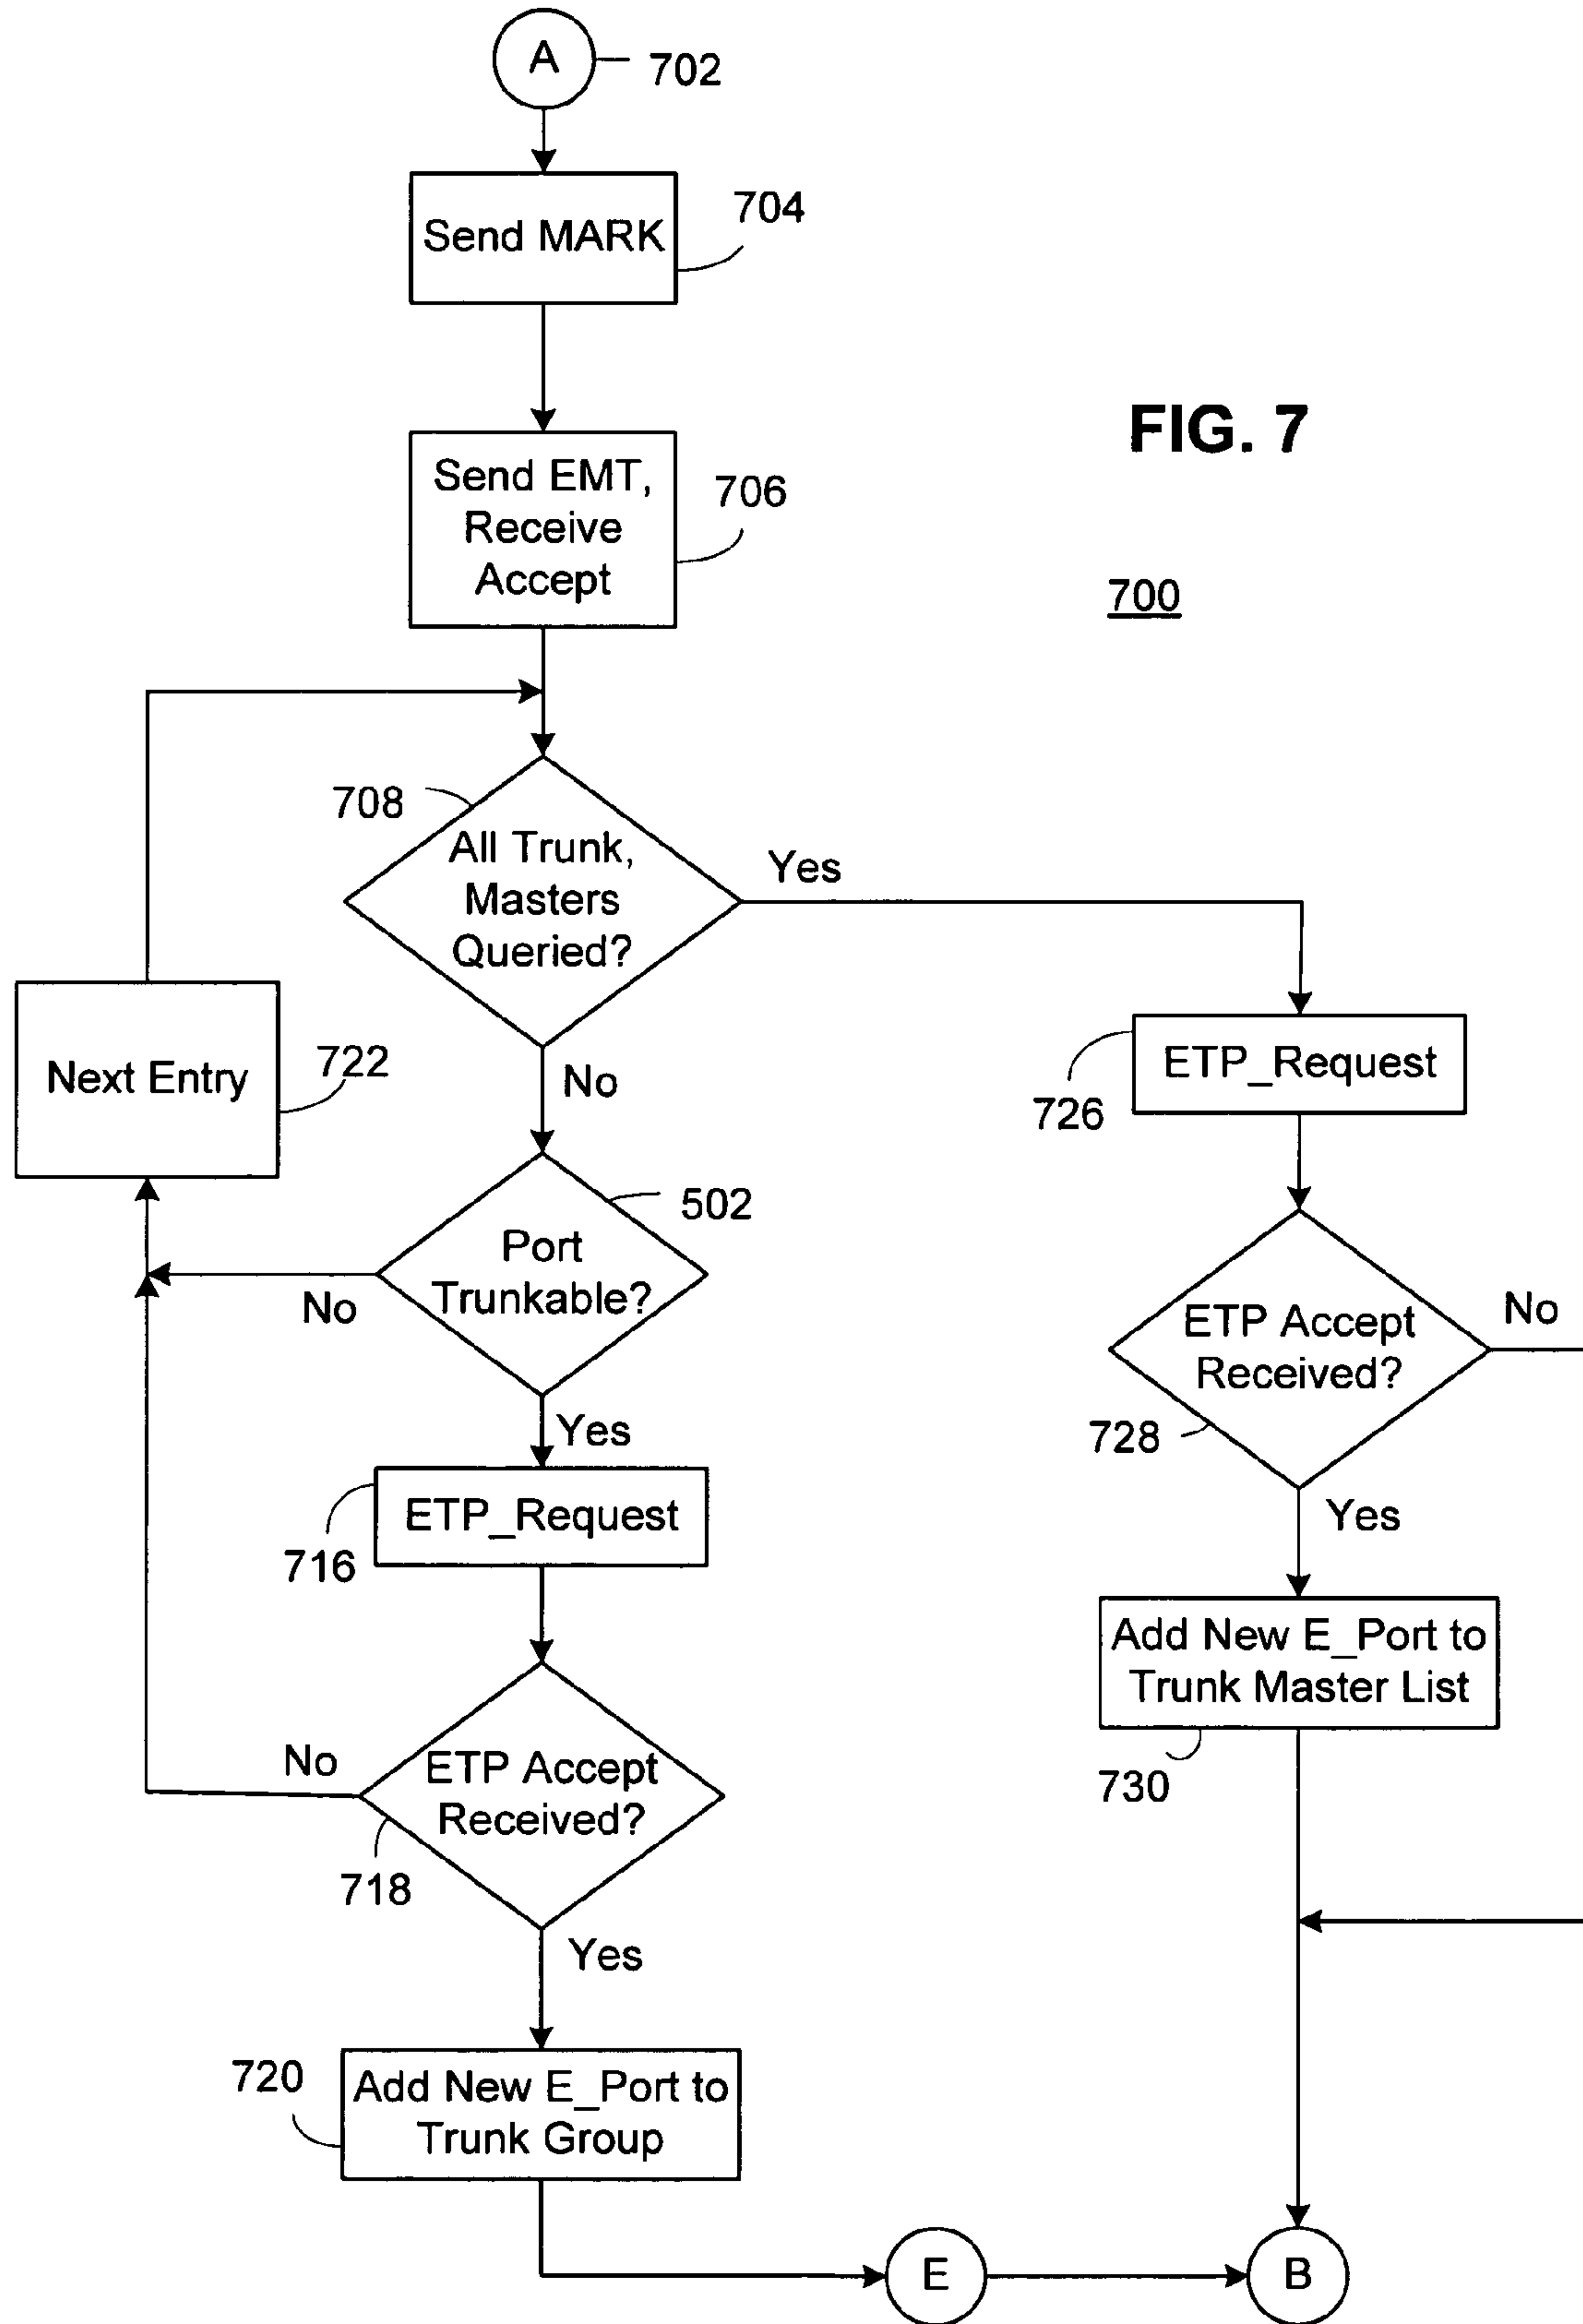 A
702
Send MARK
704
FIG. 7
Send EMT,
Receive
Accept
706
700
708
All Trunk,
Masters
Queried?
Yes
Next Entry
722
No
ETP_Request
726
502
Port
Trunkable?
No
Yes
ETP Accept
Received?
No
728
ETP_Request
716
Yes
Add New E_Port to
Trunk Master List
730
No
ETP Accept
Received?
718
Yes
720
Add New E_Port to
Trunk Group
E
B